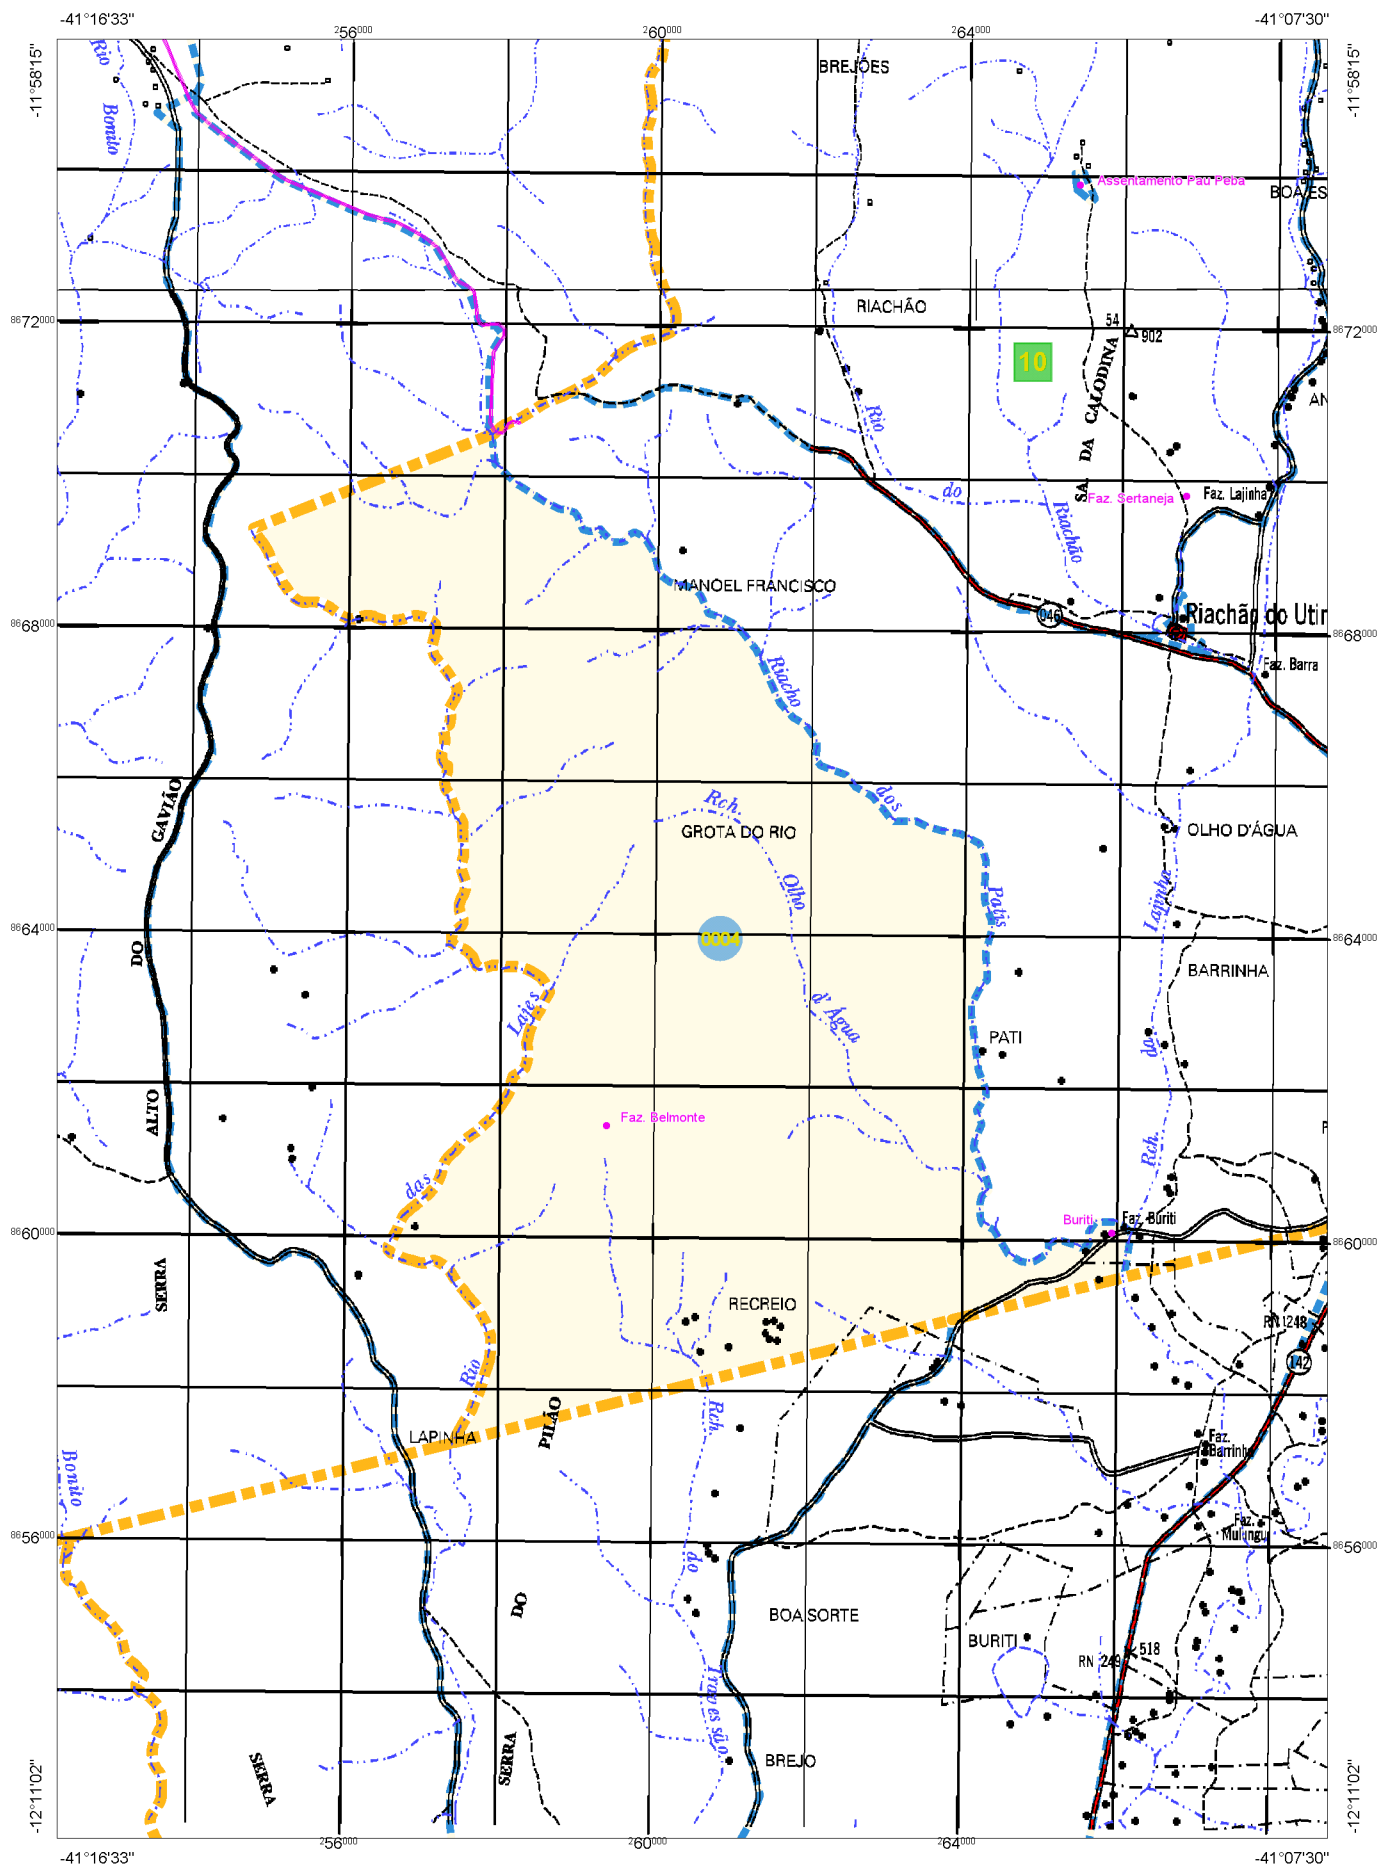 -41°16'33"
-41°07'30"
256000
260000
264000
-11°58'15"
-11°58'15"
Rio
Bonito
BREJÕES
Assentamento Pau Peba
BOA ES
RIACHÃO
8672000
8672000
54
902
10
SA. DA CALODINA
AN
Rio
do
Riachão
Faz. Sertaneja
Faz. Lajinha
MANOEL FRANCISCO
046
Riachão do Utin
8668000
8668000
Faz. Barra
Riacho
dos
Patis
GAVIÃO
DO
ALTO
SERRA
Rch.
Olho
d' Água
GROTA DO RIO
OLHO D'ÁGUA
Lajinha
da
Rch.
0004
8664000
8664000
BARRINHA
Lajes
das
Rio
PATI
Faz. Belmonte
Buriti
Faz. Buriti
8660000
8660000
RECREIO
RN 1248
142
LAPINHA
PILÃO
DO
SERRA
Rch.
do
Faz.
Barrinha
Bonito
8656000
8656000
Faz.
Mulungu
BOA SORTE
BURITI
RN 249
518
BREJO
SERRA
-12°11'02"
-12°11'02"
256000
260000
264000
-41°16'33"
-41°07'30"